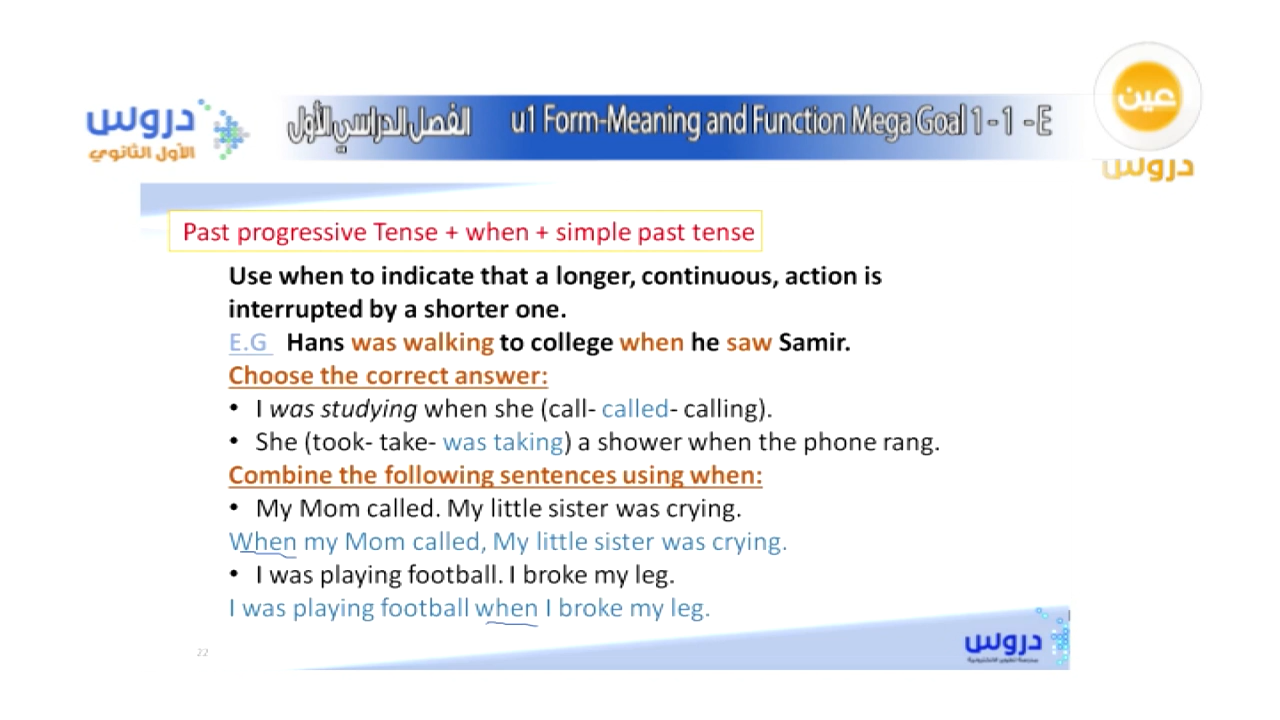 دروس
الأول الثانوي
الفصل الدراسي الأول
u1 Form-Meaning and Function Mega Goal 1 - 1 - E
عين
دروس
Past progressive Tense + when + simple past tense
Use when to indicate that a longer, continuous, action is
interrupted by a shorter one.
E.G Hans was walking to college when he saw Samir.
Choose the correct answer:
• I was studying when she (call- called- calling).
• She (took- take- was taking) a shower when the phone rang.
Combine the following sentences using when:
• My Mom called. My little sister was crying.
When my Mom called, My little sister was crying.
• I was playing football. I broke my leg.
I was playing football when I broke my leg.
22
دروس